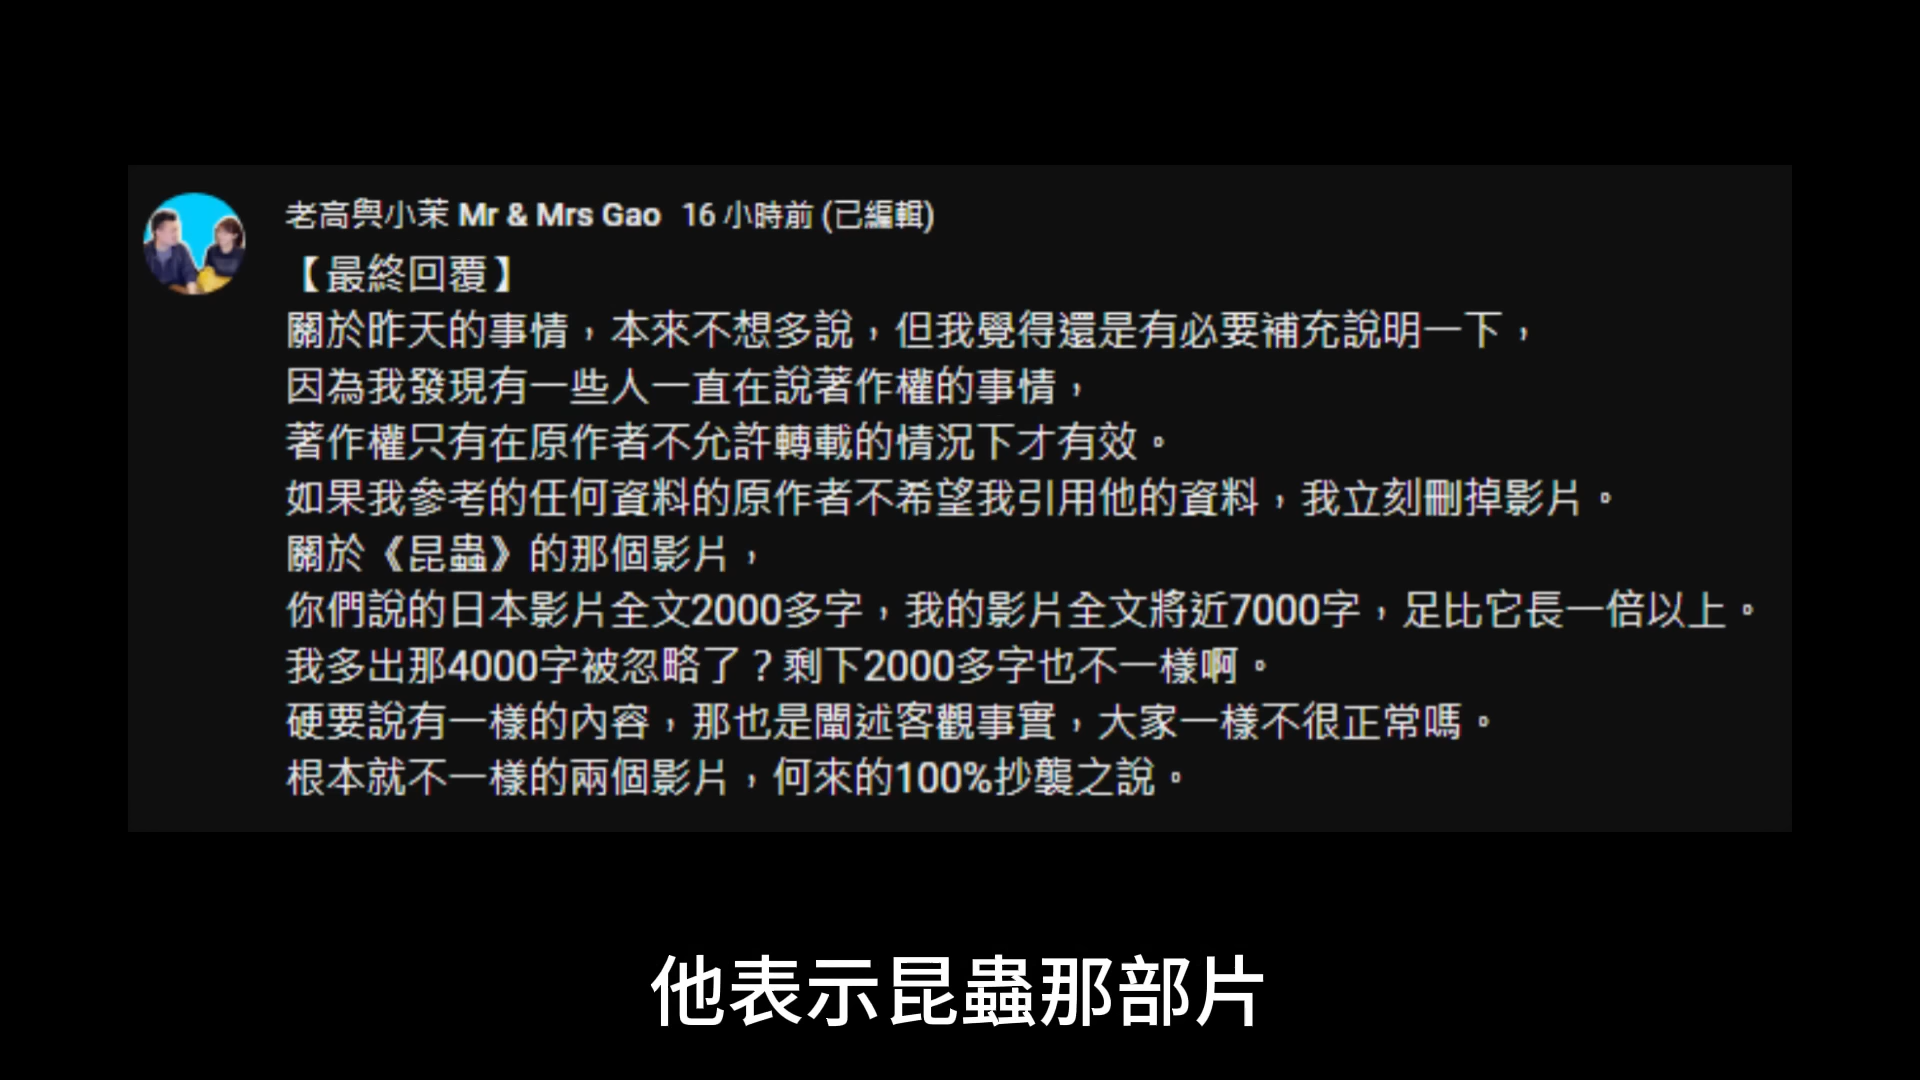 老高與小茉 Mr & Mrs Gao 16 小時前 (已編輯)
【最終回覆】
關於昨天的事情，本來不想多說，但我覺得還是有必要補充說明一下，
因為我發現有一些人一直在說著作權的事情，
著作權只有在原作者不允許轉載的情況下才有效。
如果我參考的任何資料的原作者不希望我引用他的資料，我立刻刪掉影片。
關於《昆蟲》的那個影片，
你們說的日本影片全文2000多字，我的影片全文將近7000字，足比它長一倍以上。
我多出那4000字被忽略了？剩下2000多字也不一樣啊。
硬要說有一樣的內容，那也是闡述客觀事實，大家一樣不很正常嗎。
根本就不一樣的兩個影片，何來的100%抄襲之說。
他表示昆蟲那部片